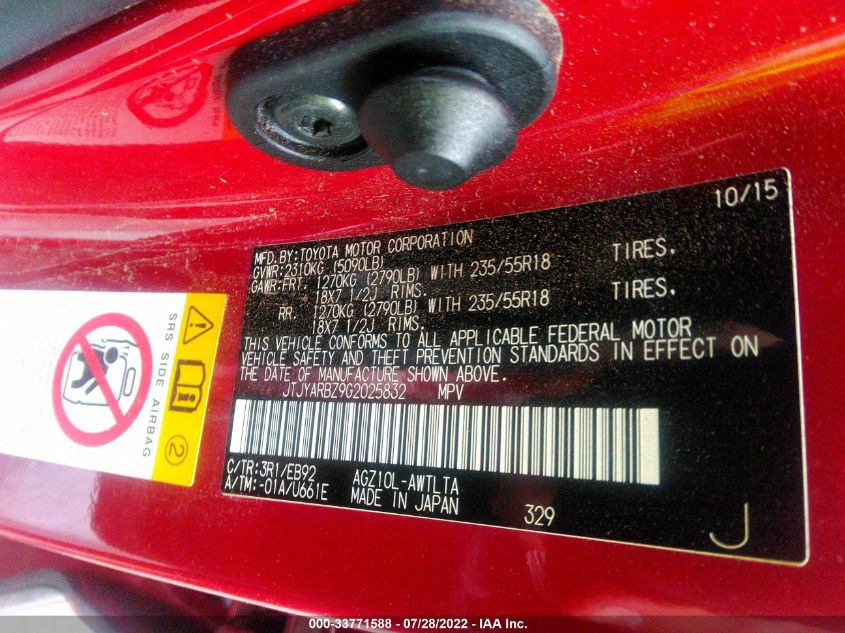 10/15
MFD.BY:TOYOTA MOTOR CORPORATION
GVWR:2310KG (5090LB)
GAWR:FRT. 1270KG (2790LB) WITH 235/55R18 TIRES.
18X7 1/2J RIMS.
RR. 1270KG (2790LB) WITH 235/55R18 TIRES.
18X7 1/2J RIMS.
THIS VEHICLE CONFORMS TO ALL APPLICABLE FEDERAL MOTOR
VEHICLE SAFETY AND THEFT PREVENTION STANDARDS IN EFFECT ON
THE DATE OF MANUFACTURE SHOWN ABOVE.
JTJYARBZ9G2025832 MPV
C/TR:3R1/EB92 AGZ10L-AWTLTA
A/TM:-01A/U661E MADE IN JAPAN
329
J
SRS SIDE AIRBAG
2
000-33771588 - 07/28/2022 - IAA Inc.